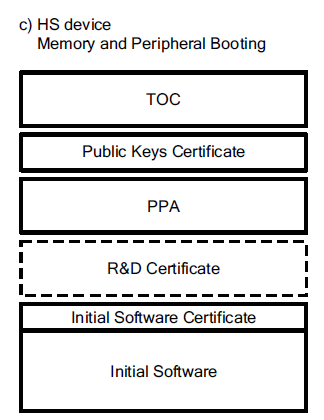 c) HS device
Memory and Peripheral Booting
TOC
Public Keys Certificate
PPA
R&D Certificate
Initial Software Certificate
Initial Software